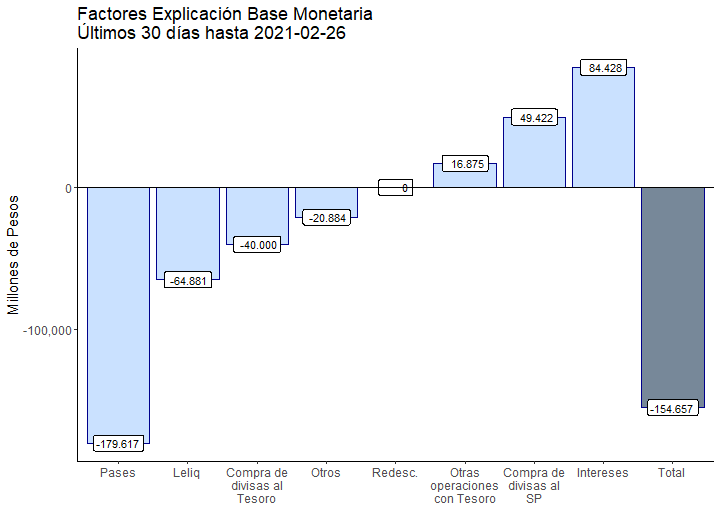 Factores Explicación Base Monetaria
Últimos 30 días hasta 2021-02-26
Millones de Pesos
0
-100,000
84.428
49.422
16.875
0
-20.884
-40.000
-64.881
-154.657
-179.617
Pases
Leliq
Compra de
divisas al
Tesoro
Otros
Redesc.
Otras
operaciones
con Tesoro
Compra de
divisas al
SP
Intereses
Total